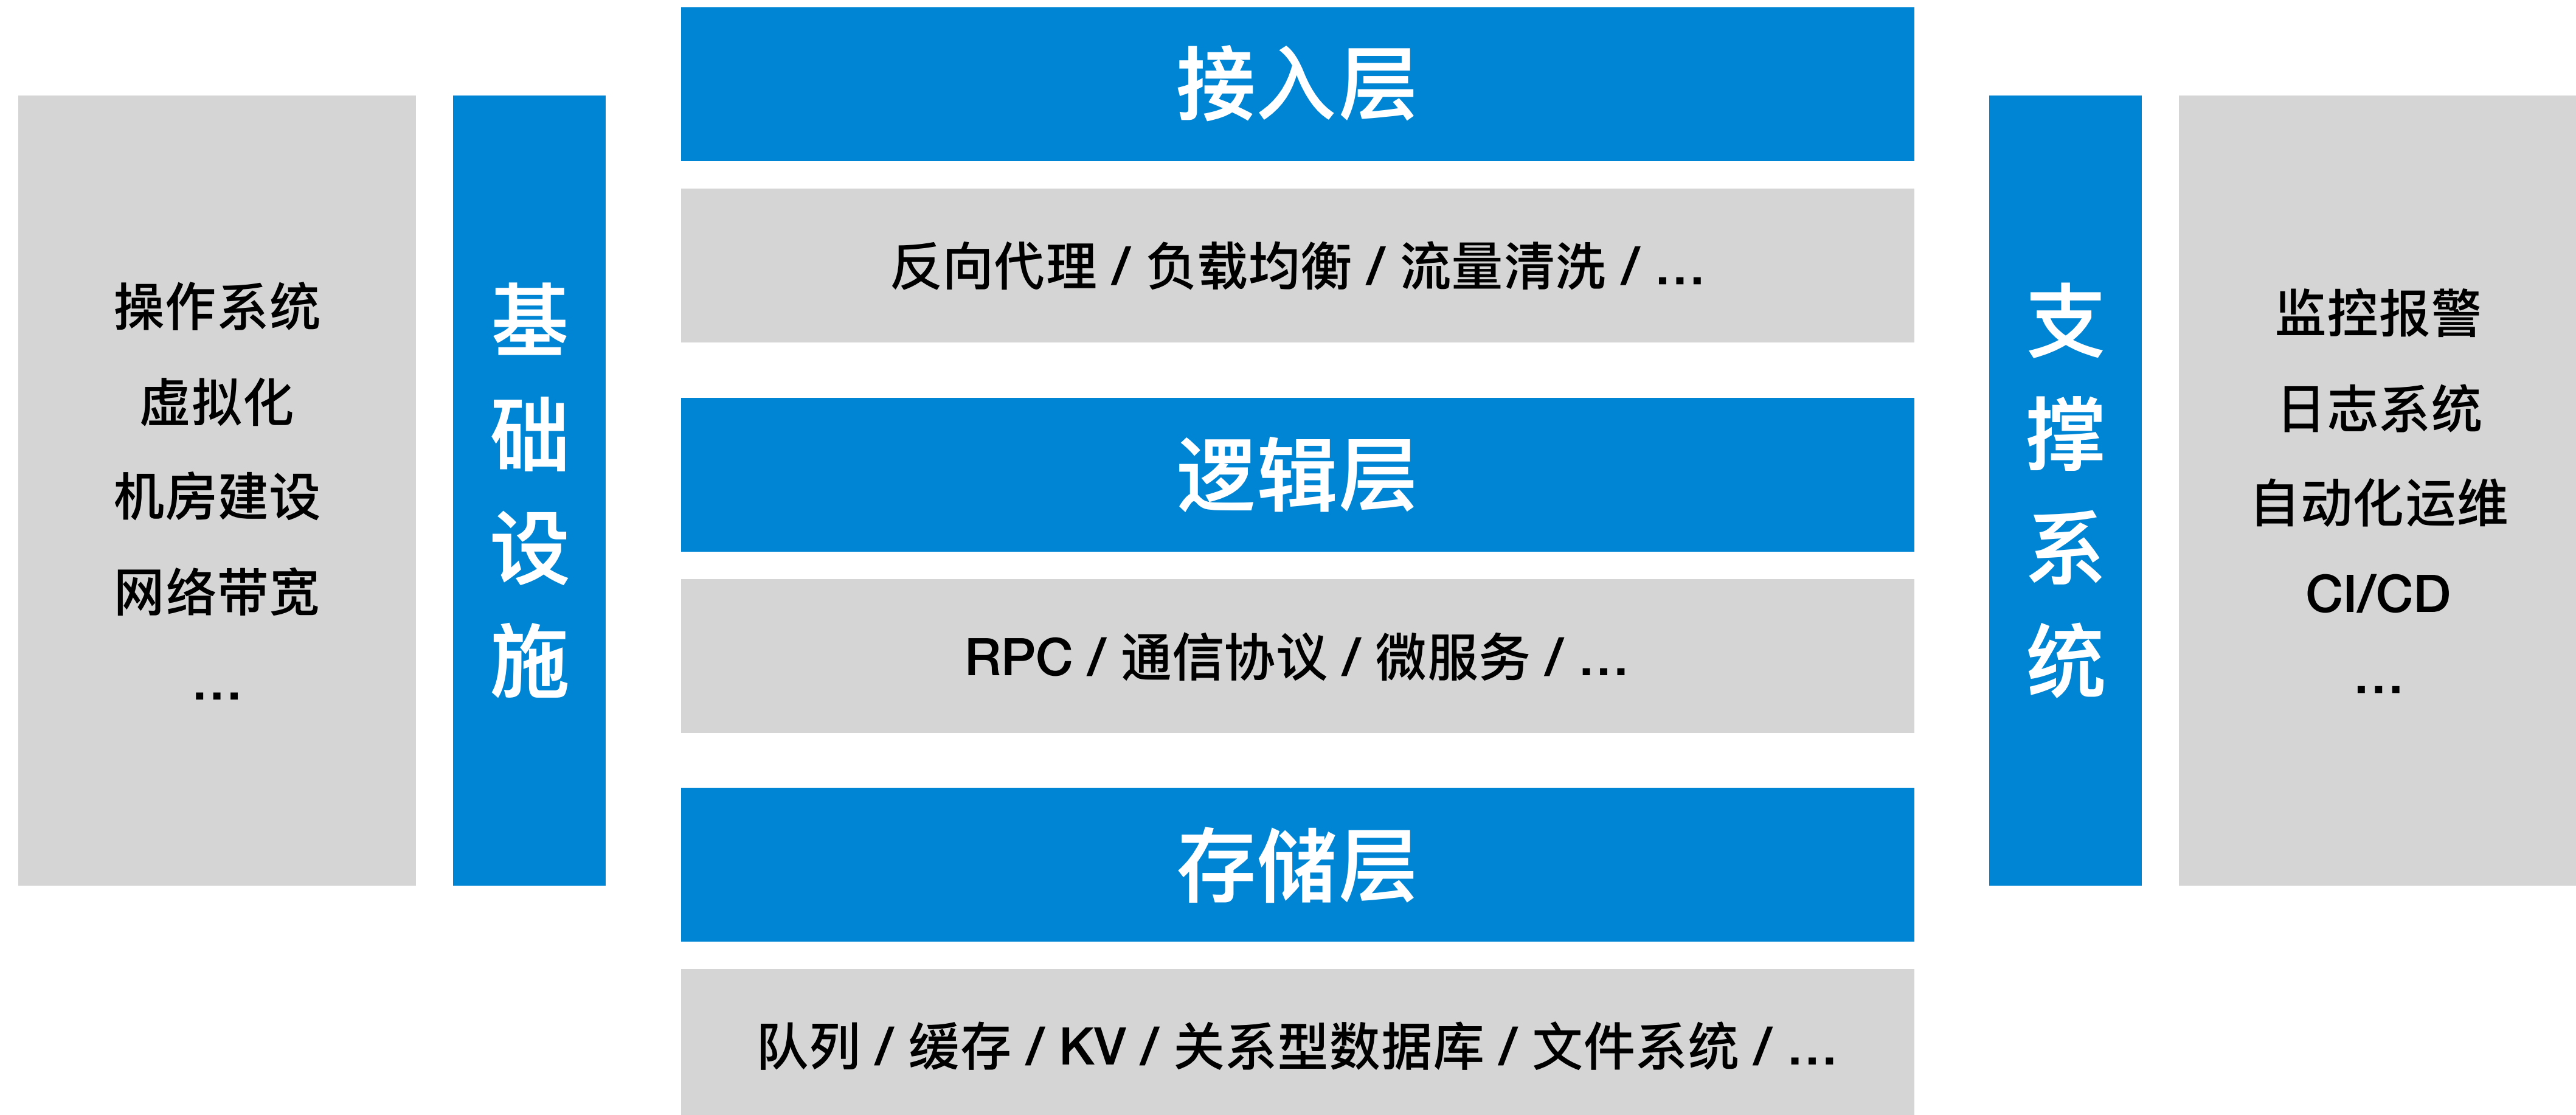 操作系统
虚拟化
机房建设
网络带宽
...
基础设施
接入层
反向代理 / 负载均衡 / 流量清洗 / ...
逻辑层
RPC / 通信协议 / 微服务 / ...
存储层
队列 / 缓存 / KV / 关系型数据库 / 文件系统 / ...
支撑系统
监控报警
日志系统
自动化运维
CI/CD
...